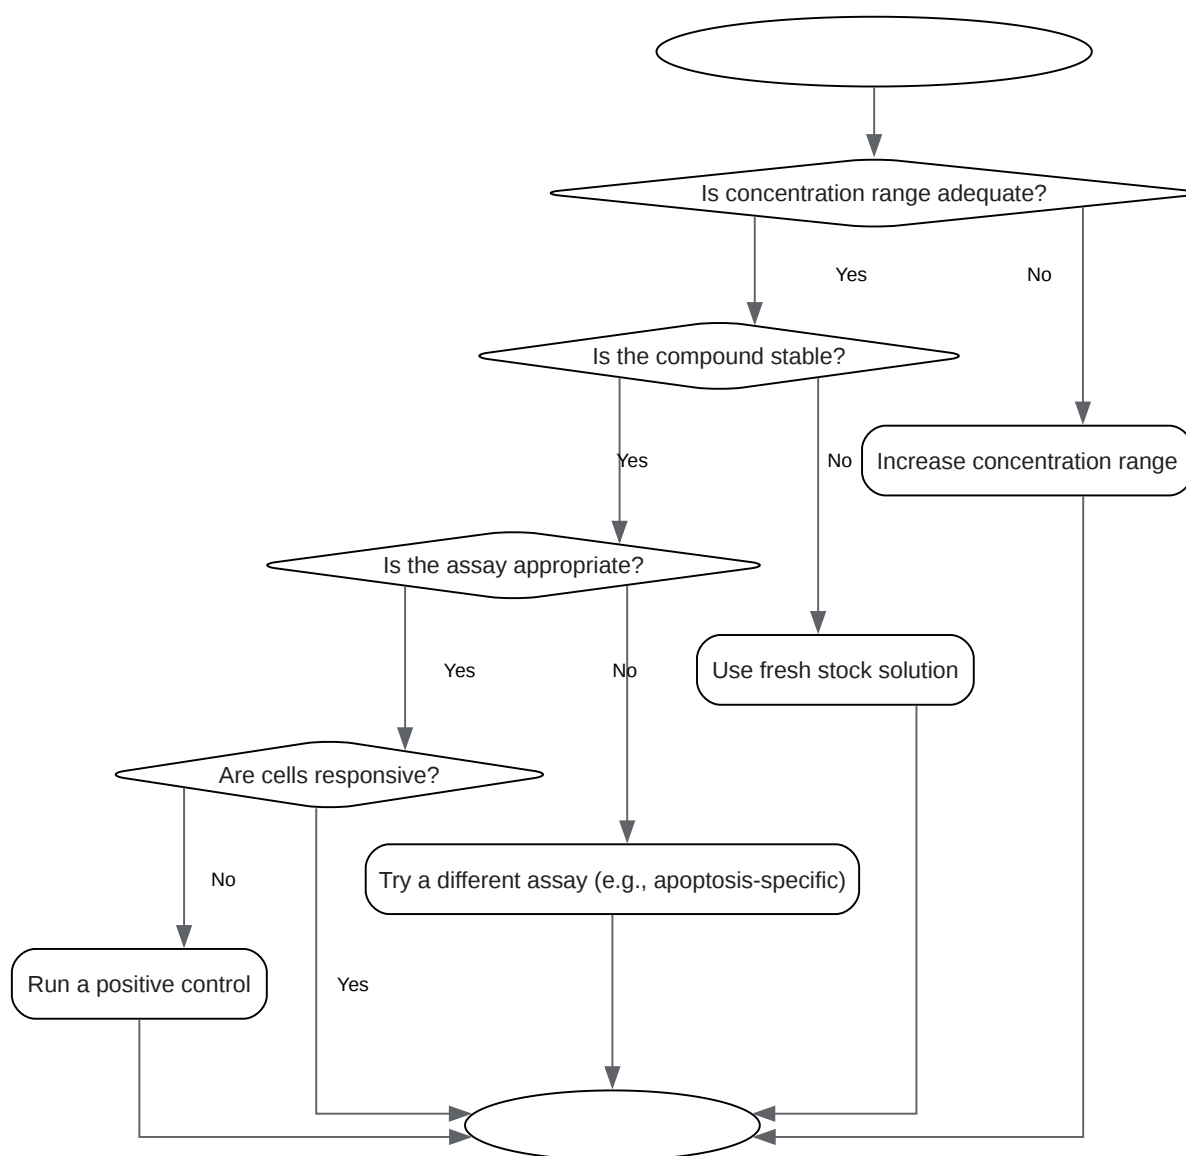 Is concentration range adequate?
Yes
No
Is the compound stable?
Yes
No
Increase concentration range
Is the assay appropriate?
Yes
No
Use fresh stock solution
Are cells responsive?
No
Try a different assay (e.g., apoptosis-specific)
Run a positive control
Yes